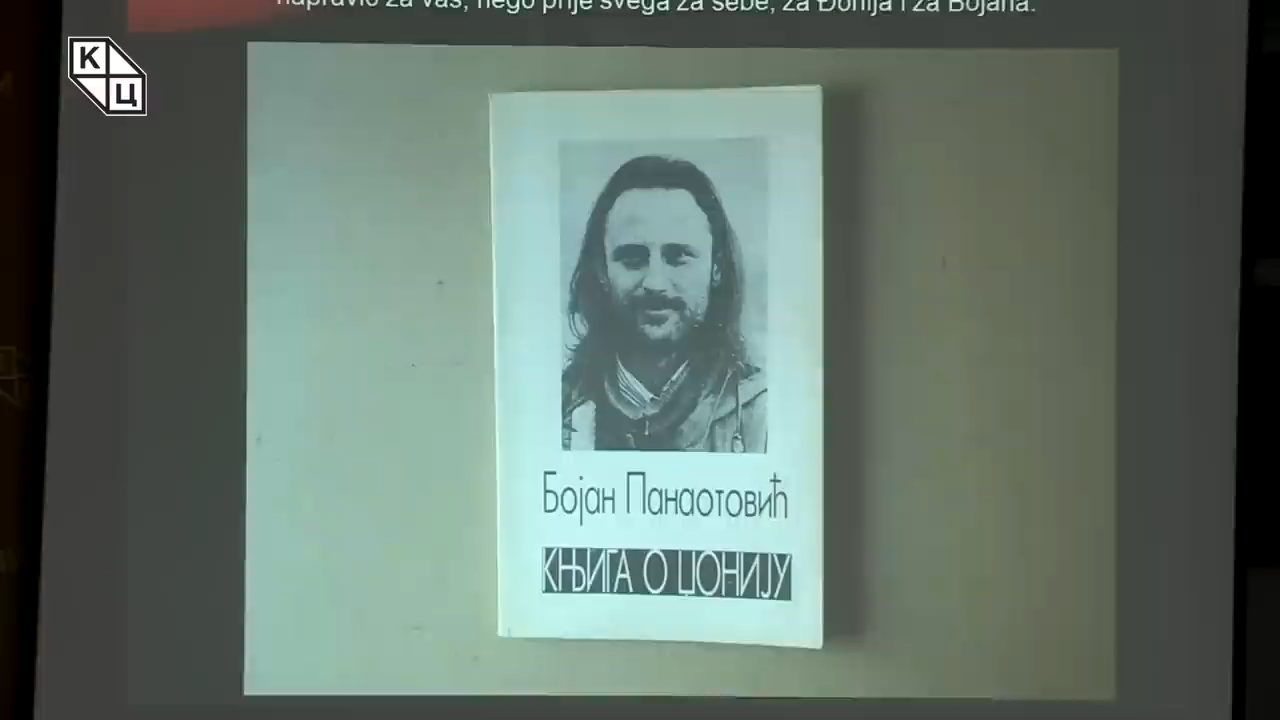 napravio za vas, nego prije svega za sebe, za Đonija i za Bojana.
К
Ц
Бојан Панаотовић
КЊИГА О ЏОНИЈУ